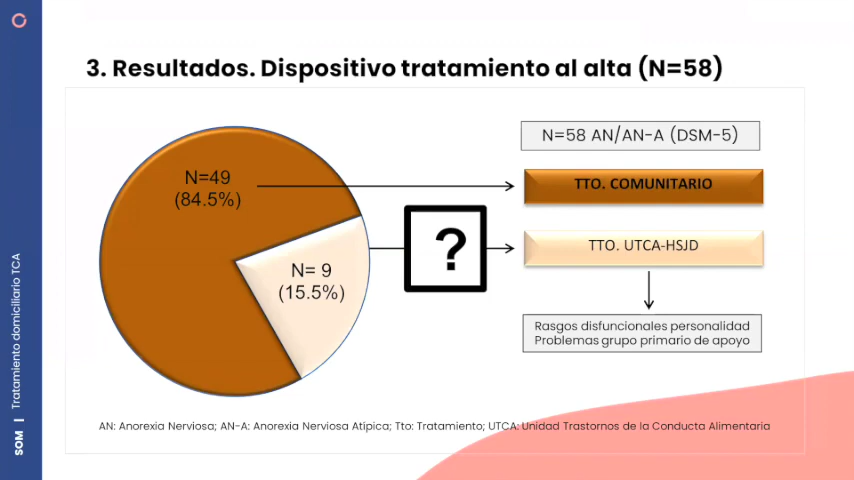 3. Resultados. Dispositivo tratamiento al alta (N=58)
N=58 AN/AN-A (DSM-5)
N=49
(84.5%)
TTO. COMUNITARIO
?
TTO. UTCA-HSJD
N= 9
(15.5%)
Rasgos disfuncionales personalidad
Problemas grupo primario de apoyo
AN: Anorexia Nerviosa; AN-A: Anorexia Nerviosa Atípica; Tto: Tratamiento; UTCA: Unidad Trastornos de la Conducta Alimentaria
SOM | Tratamiento domiciliario TCA